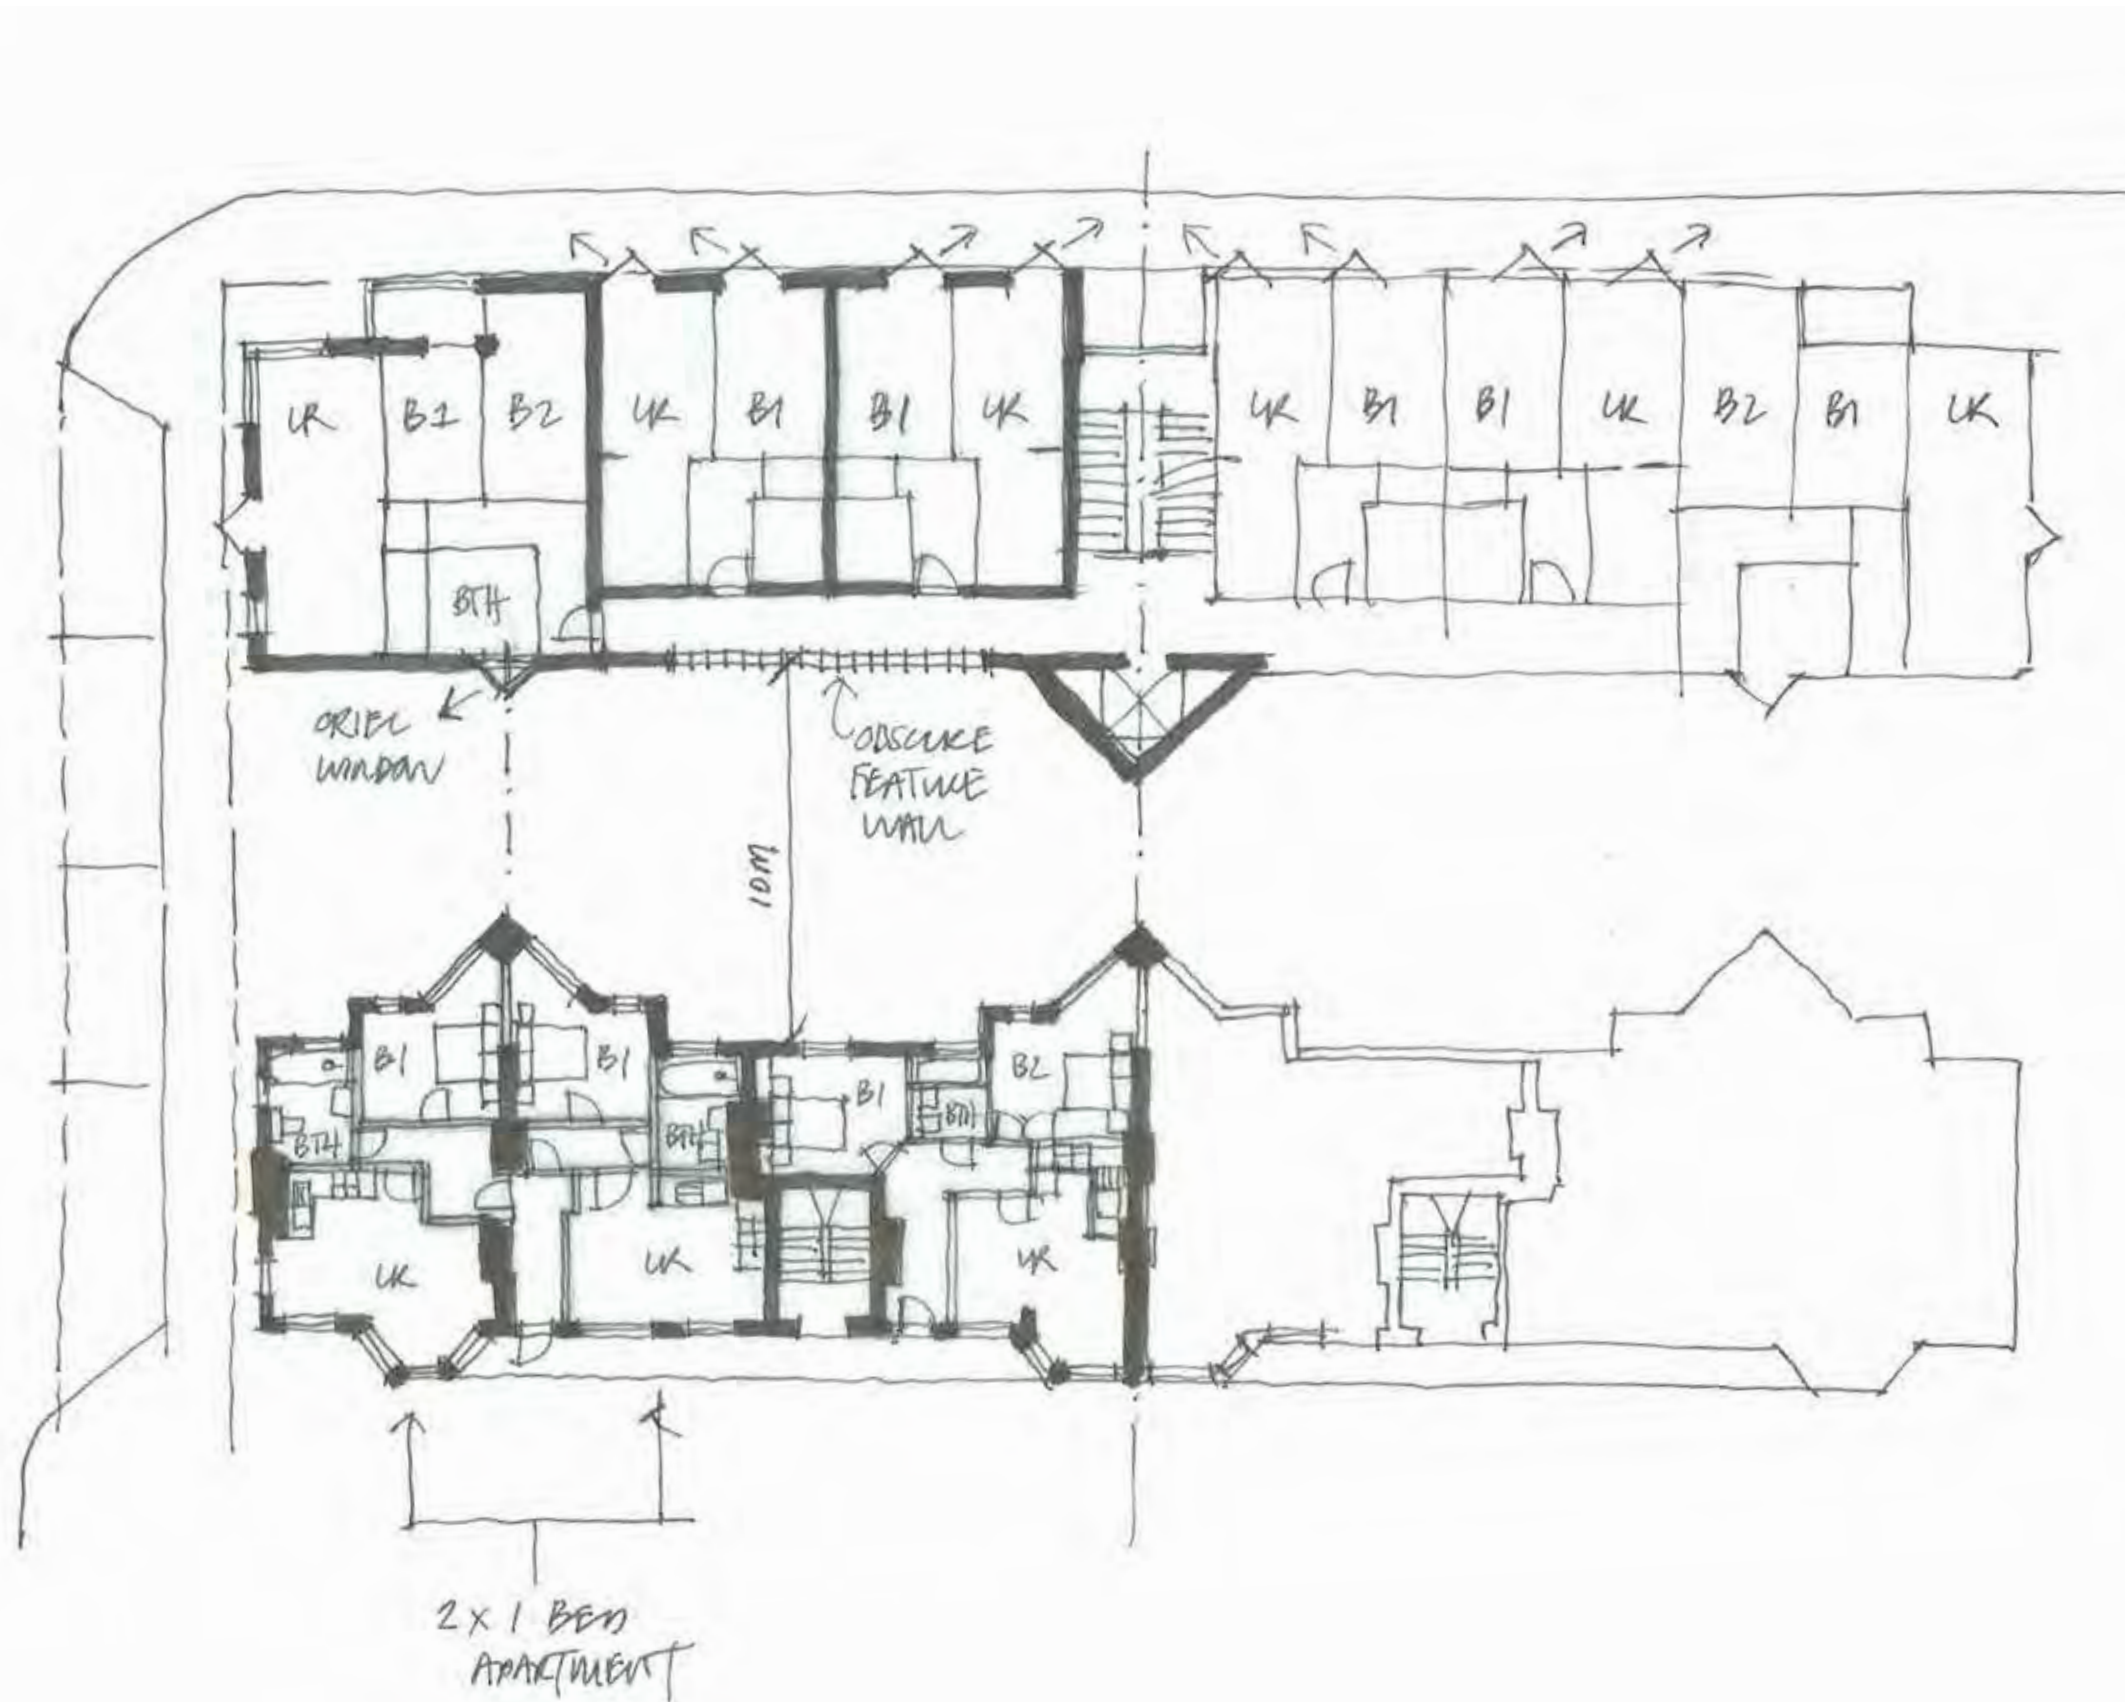 LK B1 B2 LK B1 B1 LK LK B1 B1 LK B2 B1 LK
BTH
ORIEL
WINDOW
OBSCURE
FEATURE
WALL
10M
B1 B1 B1 B2
BTH BTH BTH
LK LK LK
2 x 1 BED
APARTMENT